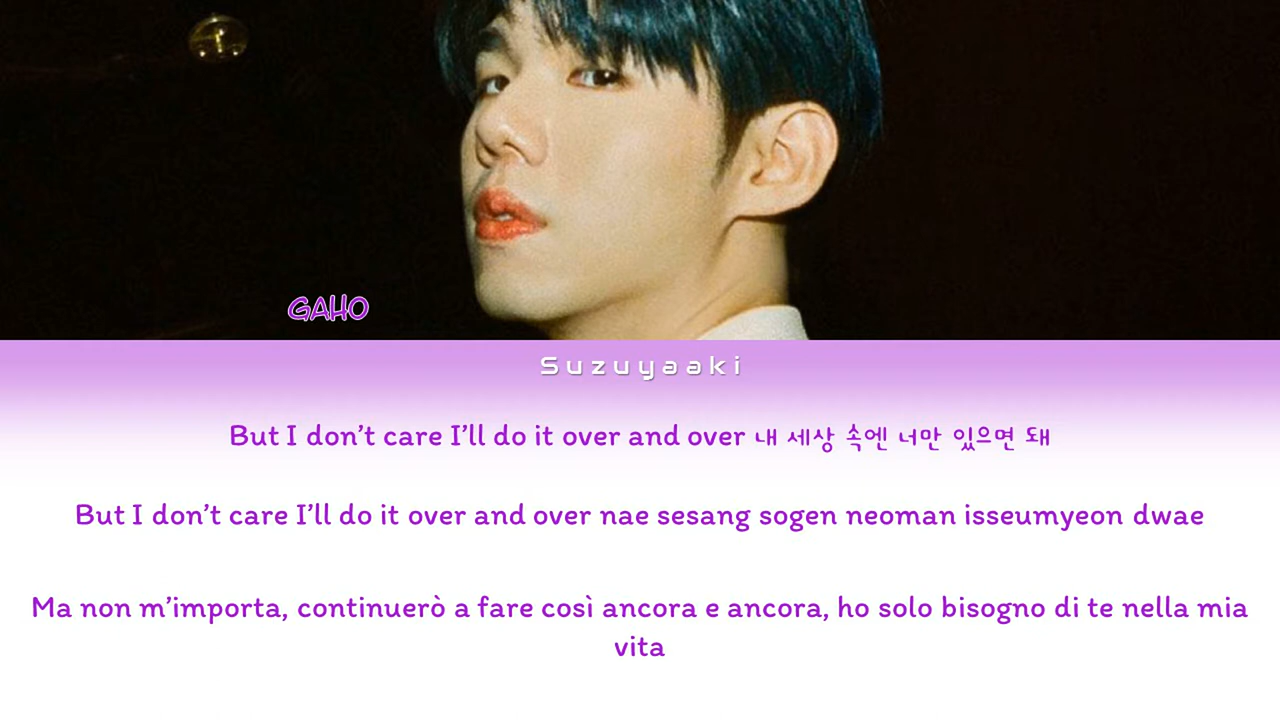 GAHO
Suzuyaaki
But I don’t care I’ll do it over and over 내 세상 속엔 너만 있으면 돼
But I don’t care I’ll do it over and over nae sesang sogen neoman isseumyeon dwae
Ma non m’importa, continuerò a fare così ancora e ancora, ho solo bisogno di te nella mia
vita